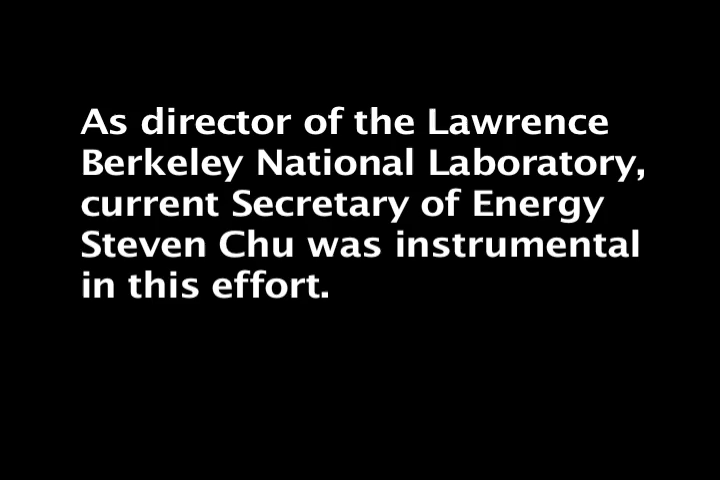 As director of the Lawrence
Berkeley National Laboratory,
current Secretary of Energy
Steven Chu was instrumental
in this effort.